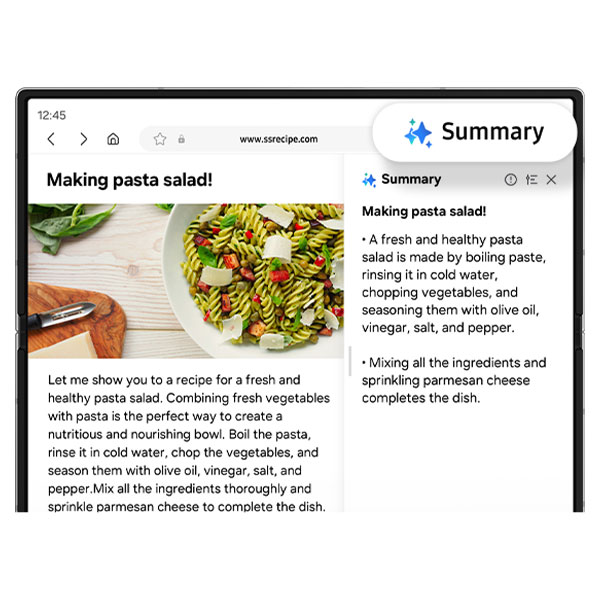 12:45
www.ssrecipe.com
Summary
Making pasta salad!
Let me show you to a recipe for a fresh and
healthy pasta salad. Combining fresh vegetables
with pasta is the perfect way to create a
nutritious and nourishing bowl. Boil the pasta,
rinse it in cold water, chop the vegetables, and
season them with olive oil, vinegar, salt, and
pepper.Mix all the ingredients thoroughly and
sprinkle parmesan cheese to complete the dish.
Summary
Making pasta salad!
• A fresh and healthy pasta
salad is made by boiling paste,
rinsing it in cold water,
chopping vegetables, and
seasoning them with olive oil,
vinegar, salt, and pepper.
• Mixing all the ingredients and
sprinkling parmesan cheese
completes the dish.